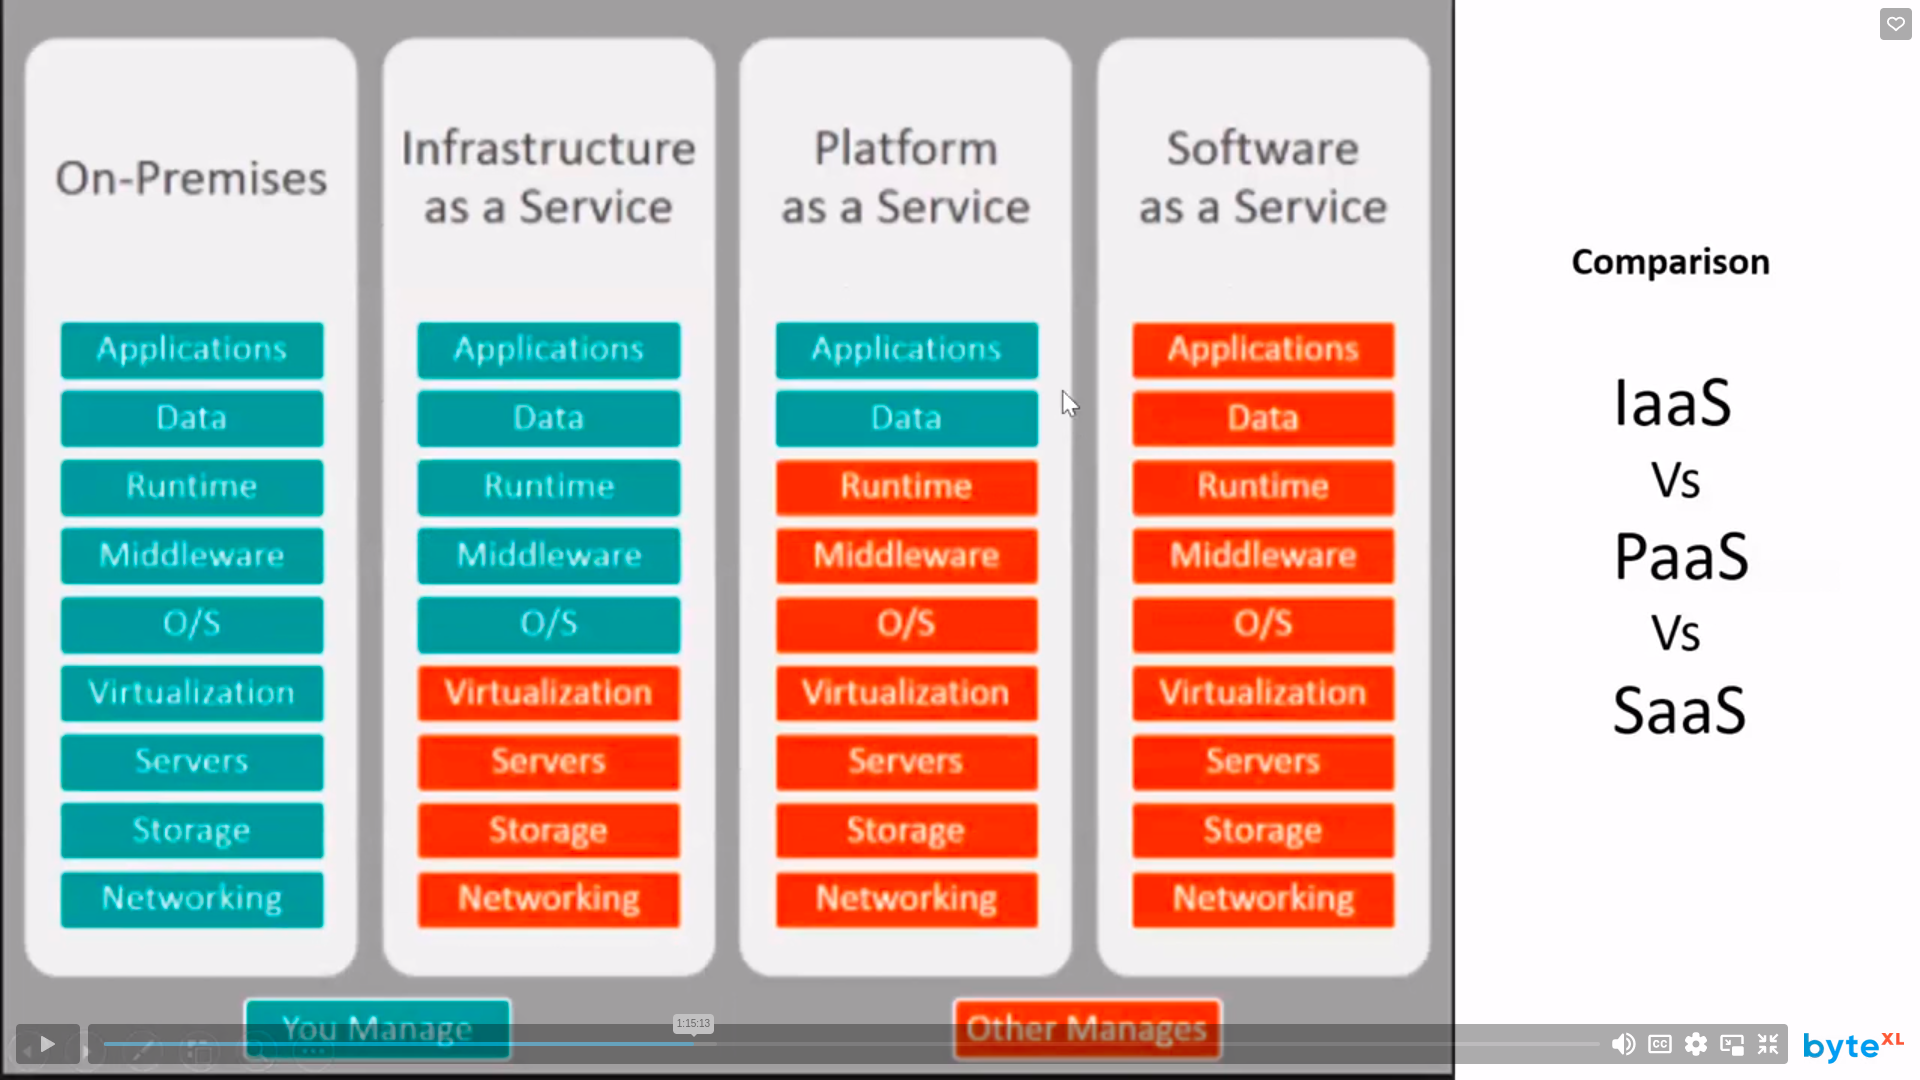 On-Premises
Applications
Data
Runtime
Middleware
O/S
Virtualization
Servers
Storage
Networking
Infrastructure
as a Service
Applications
Data
Runtime
Middleware
O/S
Virtualization
Servers
Storage
Networking
Platform
as a Service
Applications
Data
Runtime
Middleware
O/S
Virtualization
Servers
Storage
Networking
Software
as a Service
Applications
Data
Runtime
Middleware
O/S
Virtualization
Servers
Storage
Networking
You Manage
Other Manages
Comparison
IaaS
Vs
PaaS
Vs
SaaS
1:15:13
CC
byteXL